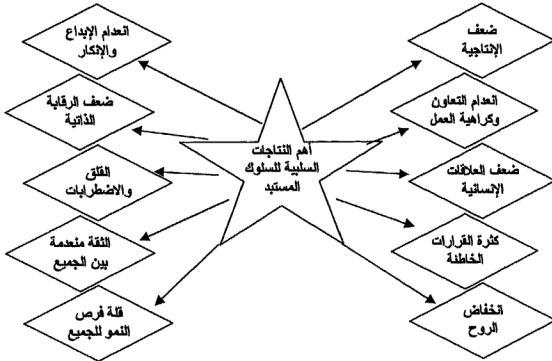 ضعف
الإنتاجية
انعدام الإبداع
والإنكار
انعدام التعاون
وكراهية العمل
ضعف الرقابة
الذاتية
أهم النتاجات
السلبية للسلوك
المستبد
ضعف العلاقات
الإنسانية
القلق
والاضطرابات
كثرة القرارات
الخاطئة
الثقة منعدمة
بين الجميع
انخفاض
الروح
قلة فرص
النمو للجميع